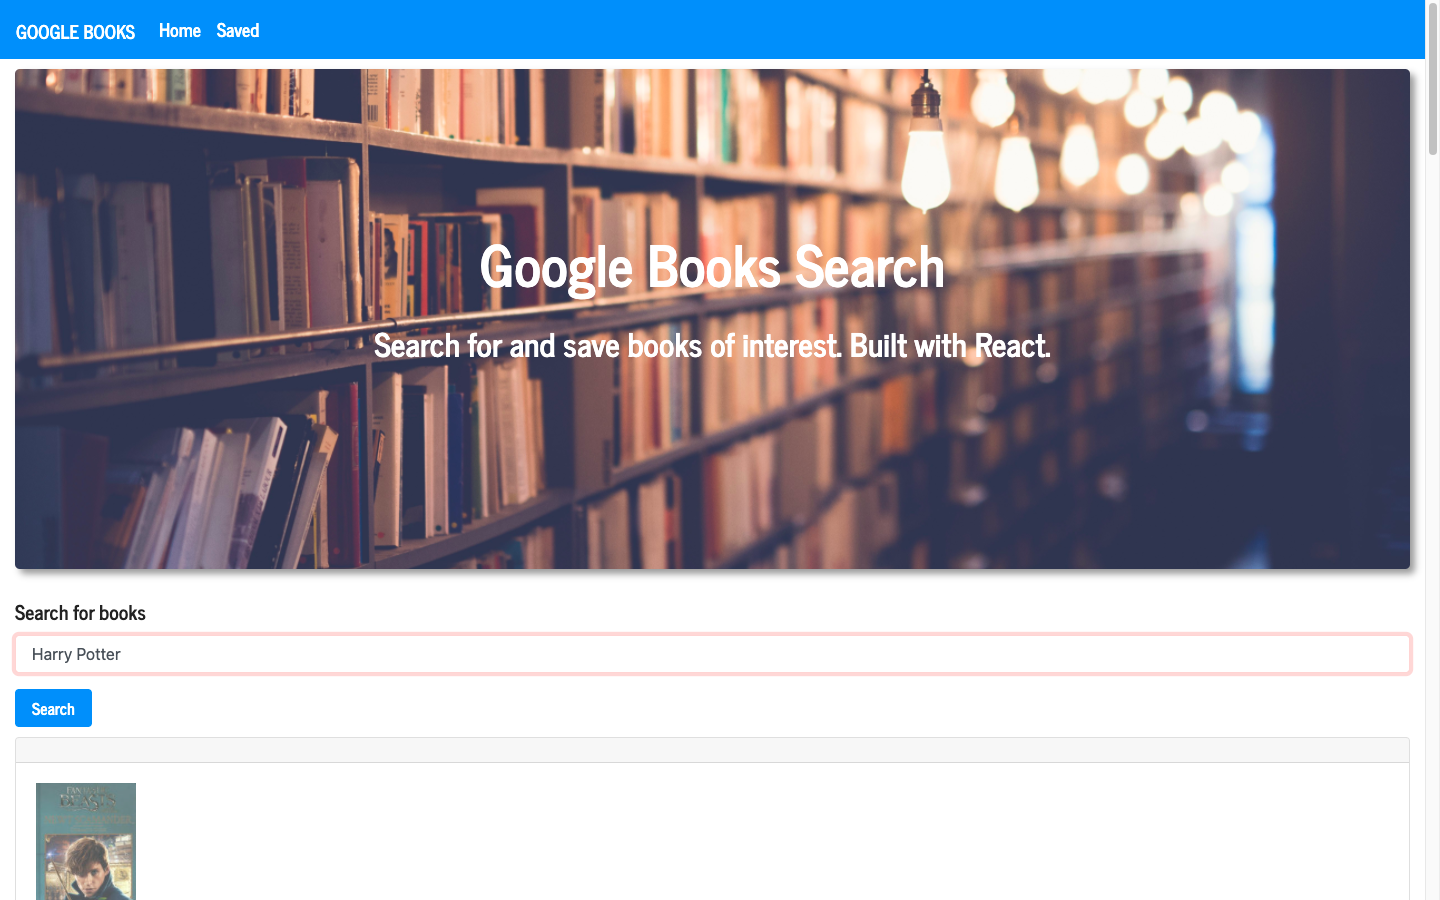 GOOGLE BOOKS Home Saved
Google Books Search
Search for and save books of interest. Built with React.
Search for books
Harry Potter
Search